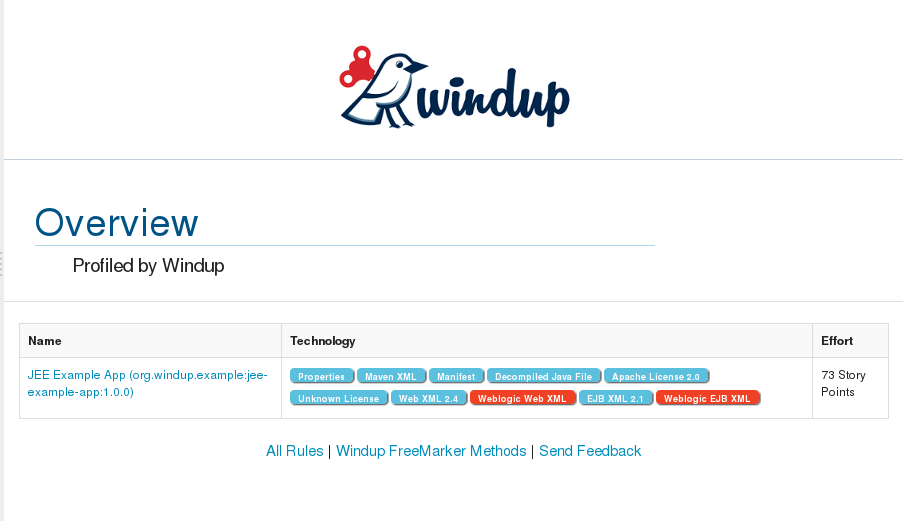 windup
Overview
Profiled by Windup
Name Technology Effort
JEE Example App (org.windup.example:jee-
example-app:1.0.0)
Properties Maven XML Manifest Decompiled Java File Apache License 2.0
Unknown License Web XML 2.4 Weblogic Web XML EJB XML 2.1 Weblogic EJB XML
73 Story
Points
All Rules | Windup FreeMarker Methods | Send Feedback